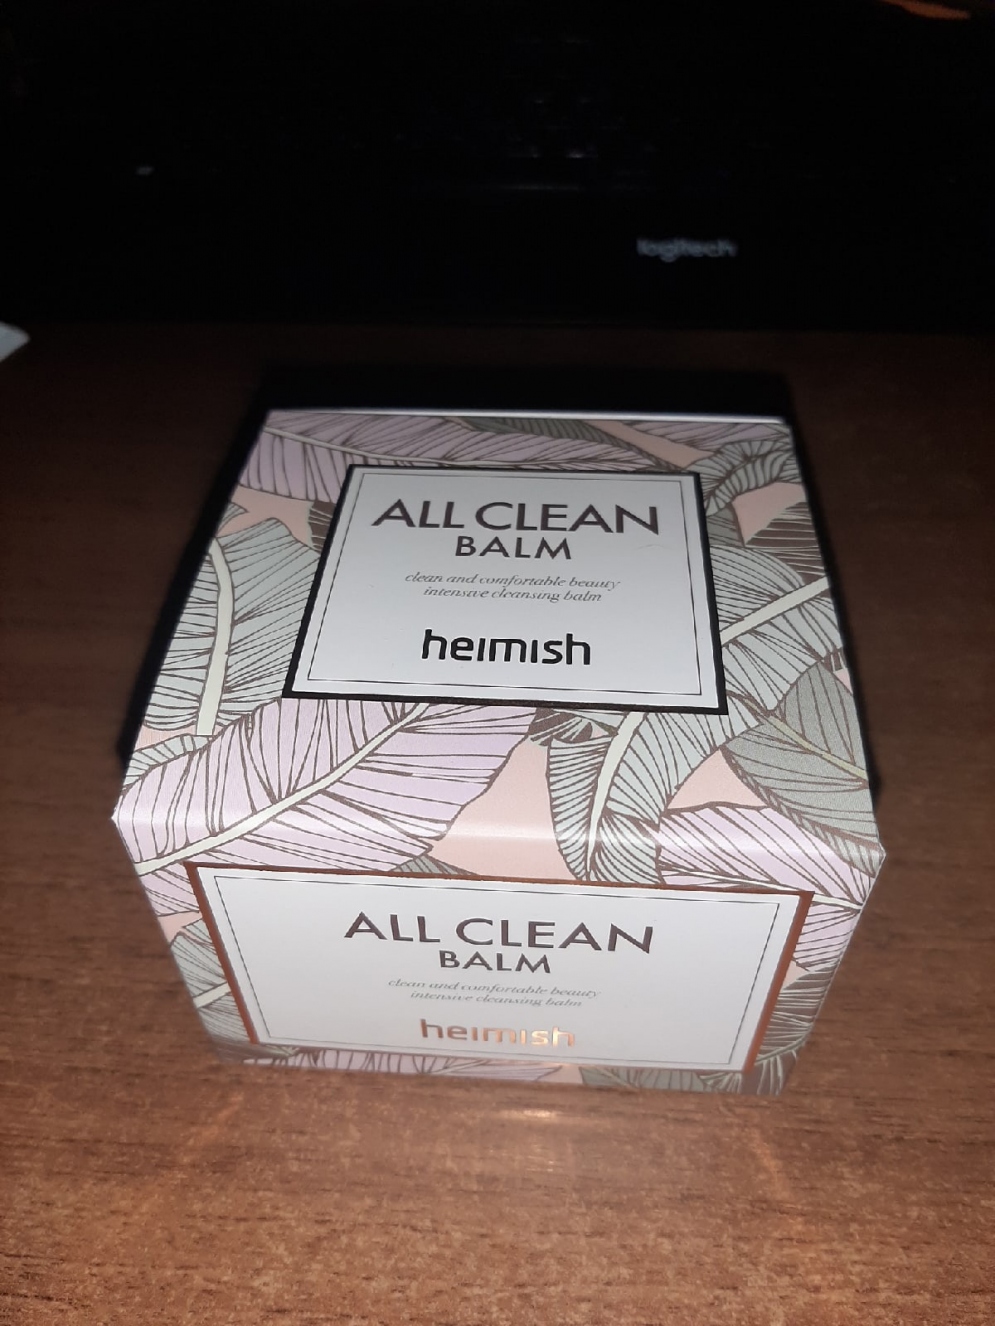 logitech
ALL CLEAN
BALM
clean and comfortable beauty
intensive cleansing balm
heimish
ALL CLEAN
BALM
clean and comfortable beauty
intensive cleansing balm
heimish